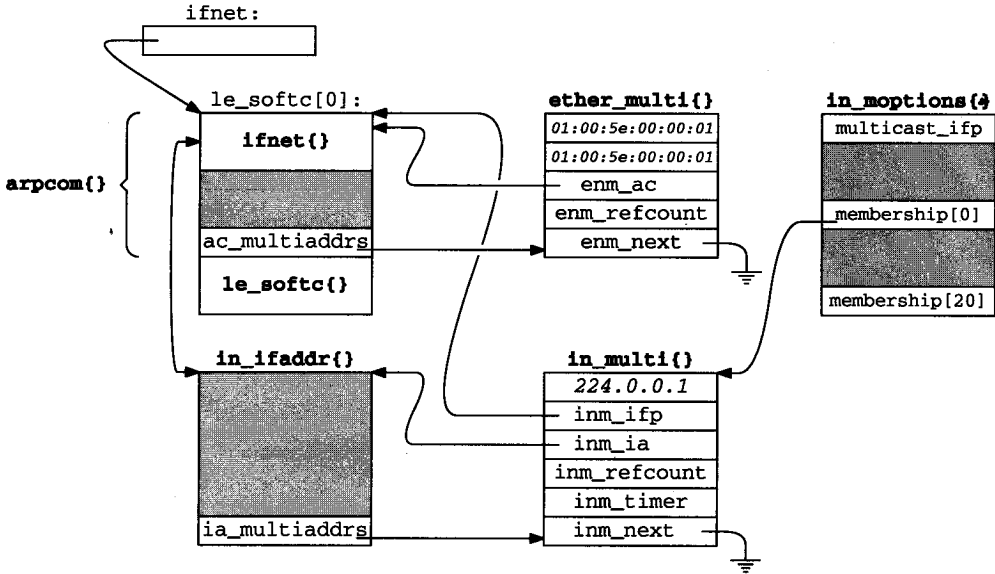 ifnet:
le_softc[0]:
ifnet{}
arpcom{}
ac_multiaddrs
le_softc{}
ether_multi{}
01:00:5e:00:00:01
01:00:5e:00:00:01
enm_ac
enm_refcount
enm_next
in_moptions{}
multicast_ifp
membership[0]
membership[20]
in_ifaddr{}
ia_multiaddrs
in_multi{}
224.0.0.1
inm_ifp
inm_ia
inm_refcount
inm_timer
inm_next